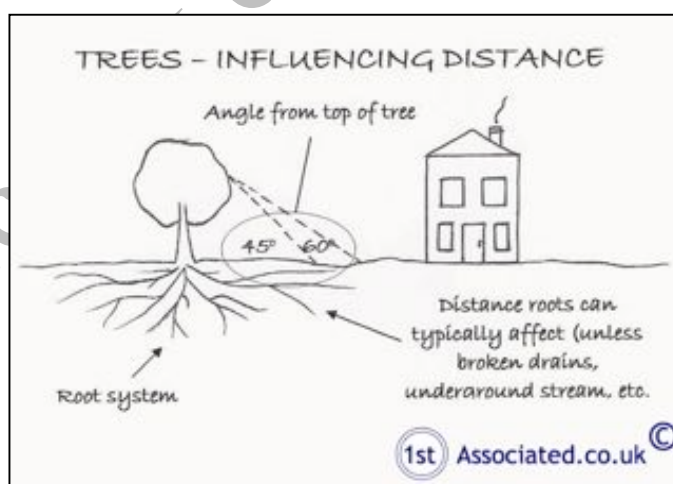 TREES – INFLUENCING DISTANCE
Angle from top of tree
45° 60°
Distance roots can
typically affect (unless
broken drains,
underground stream, etc.
Root system
1st Associated.co.uk ©